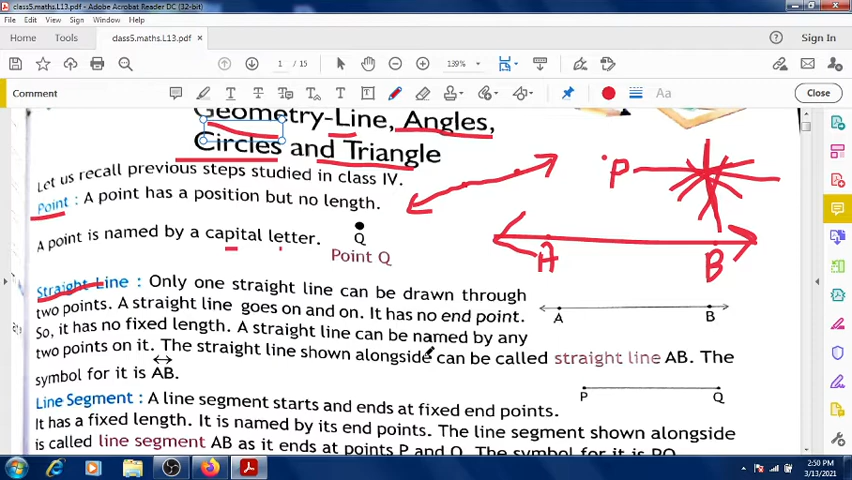 class5.maths.L13.pdf - Adobe Acrobat Reader DC (32-bit)
File Edit View Sign Window Help
Home Tools class5.maths.L13.pdf × Sign In
1 / 15 139%
Comment Aa Close
Geometry-Line, Angles,
Circles and Triangle
Let us recall previous steps studied in class IV.
Point : A point has a position but no length.
P
A point is named by a capital letter.
Q
Point Q
A B
Straight Line : Only one straight line can be drawn through
two points. A straight line goes on and on. It has no end point.
A B
So, it has no fixed length. A straight line can be named by any
two points on it. The straight line shown alongside can be called straight line AB. The
symbol for it is AB.
P Q
Line Segment : A line segment starts and ends at fixed end points.
It has a fixed length. It is named by its end points. The line segment shown alongside
is called line segment AB as it ends at points P and Q. The symbol for it is PQ.
2:50 PM
3/13/2021